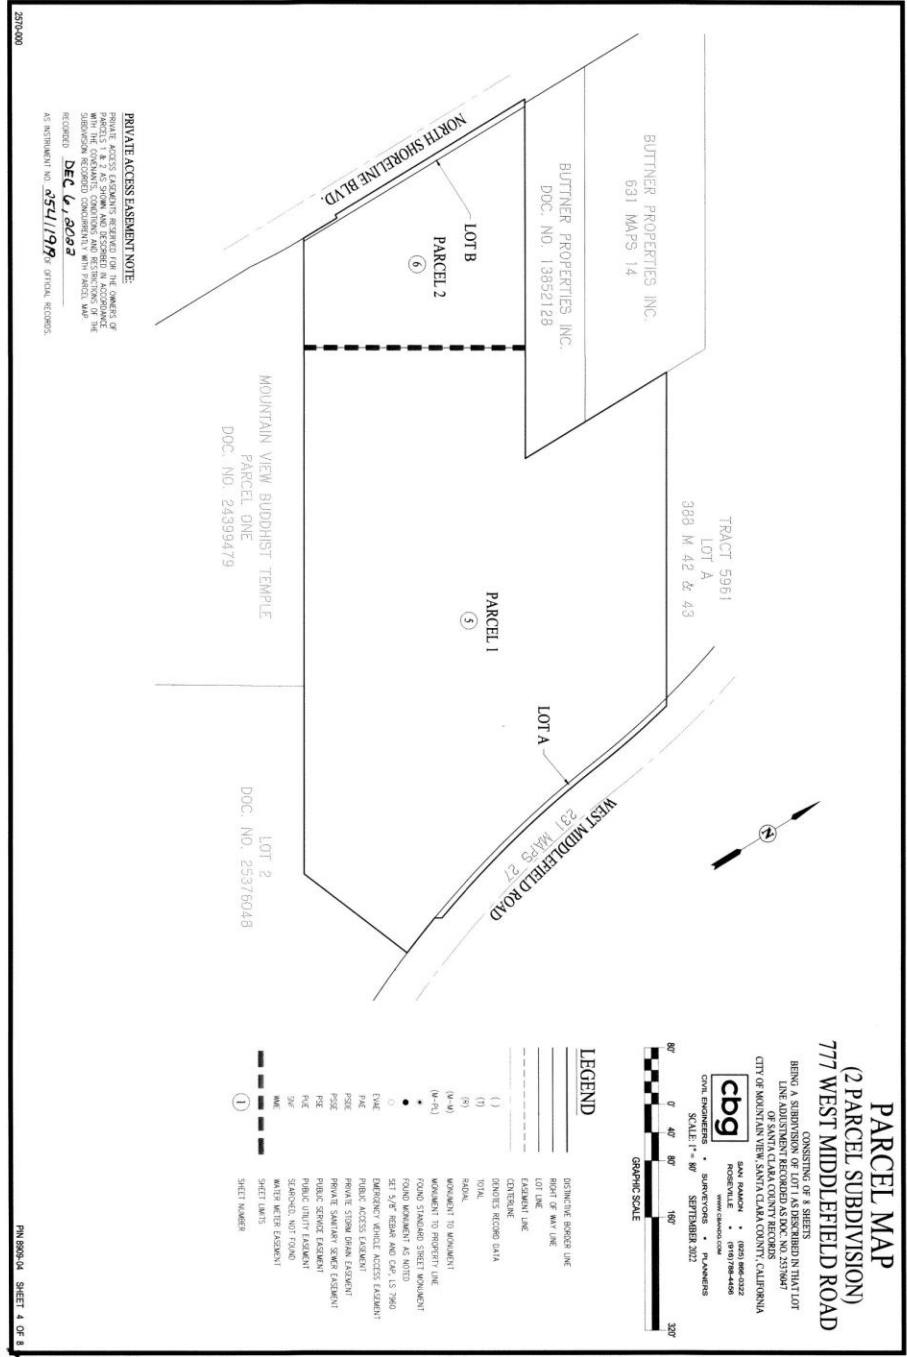 PARCEL MAP
(2 PARCEL SUBDIVISION)
777 WEST MIDDLEFIELD ROAD
CONSISTING OF 8 SHEETS
BEING A SUBDIVISION OF LOT 1 AS DESCRIBED IN THAT LOT
LINE ADJUSTMENT RECORDED AS DOC. NO. 25376047
OF SANTA CLARA COUNTY RECORDS
CITY OF MOUNTAIN VIEW, SANTA CLARA COUNTY, CALIFORNIA
cbg
SAN RAMON • (925) 866-0322
ROSEVILLE • (916) 788-4456
WWW.CBANDG.COM
CIVIL ENGINEERS • SURVEYORS • PLANNERS
SCALE: 1" = 80' SEPTEMBER 2022
80' 0' 40' 80' 160' 320'
GRAPHIC SCALE
LEGEND
DISTINCTIVE BORDER LINE
RIGHT OF WAY LINE
LOT LINE
EASEMENT LINE
CENTERLINE
( ) DENOTES RECORD DATA
(T) TOTAL
(R) RADIAL
(M-M) MONUMENT TO MONUMENT
(M-PL) MONUMENT TO PROPERTY LINE
FOUND STANDARD STREET MONUMENT
FOUND MONUMENT AS NOTED
SET 5/8" REBAR AND CAP, LS 7960
EVAE EMERGENCY VEHICLE ACCESS EASEMENT
PAE PUBLIC ACCESS EASEMENT
PSDE PRIVATE STORM DRAIN EASEMENT
PSSE PRIVATE SANITARY SEWER EASEMENT
PSE PUBLIC SERVICE EASEMENT
PUE PUBLIC UTILITY EASEMENT
SNF SEARCHED, NOT FOUND
WME WATER METER EASEMENT
SHEET LIMITS
1 SHEET NUMBER
N
TRACT 5961
LOT A
388 M 42 & 43
BUTTNER PROPERTIES INC.
631 MAPS 14
BUTTNER PROPERTIES INC.
DOC. NO. 13852128
NORTH SHORELINE BLVD.
LOT B
PARCEL 2
6
PARCEL 1
5
LOT A
WEST MIDDLEFIELD ROAD
231 MAPS 27
MOUNTAIN VIEW BUDDHIST TEMPLE
PARCEL ONE
DOC. NO. 24399479
LOT 2
DOC. NO. 25376048
PRIVATE ACCESS EASEMENT NOTE:
PRIVATE ACCESS EASEMENTS RESERVED FOR THE OWNERS OF
PARCELS 1 & 2 AS SHOWN AND DESCRIBED IN ACCORDANCE
WITH THE COVENANTS, CONDITIONS AND RESTRICTIONS OF THE
SUBDIVISION RECORDED CONCURRENTLY WITH PARCEL MAP
RECORDED DEC 6, 2022
AS INSTRUMENT NO. 25411979 OF OFFICIAL RECORDS.
2570-000
PIN 8909-04 SHEET 4 OF 8